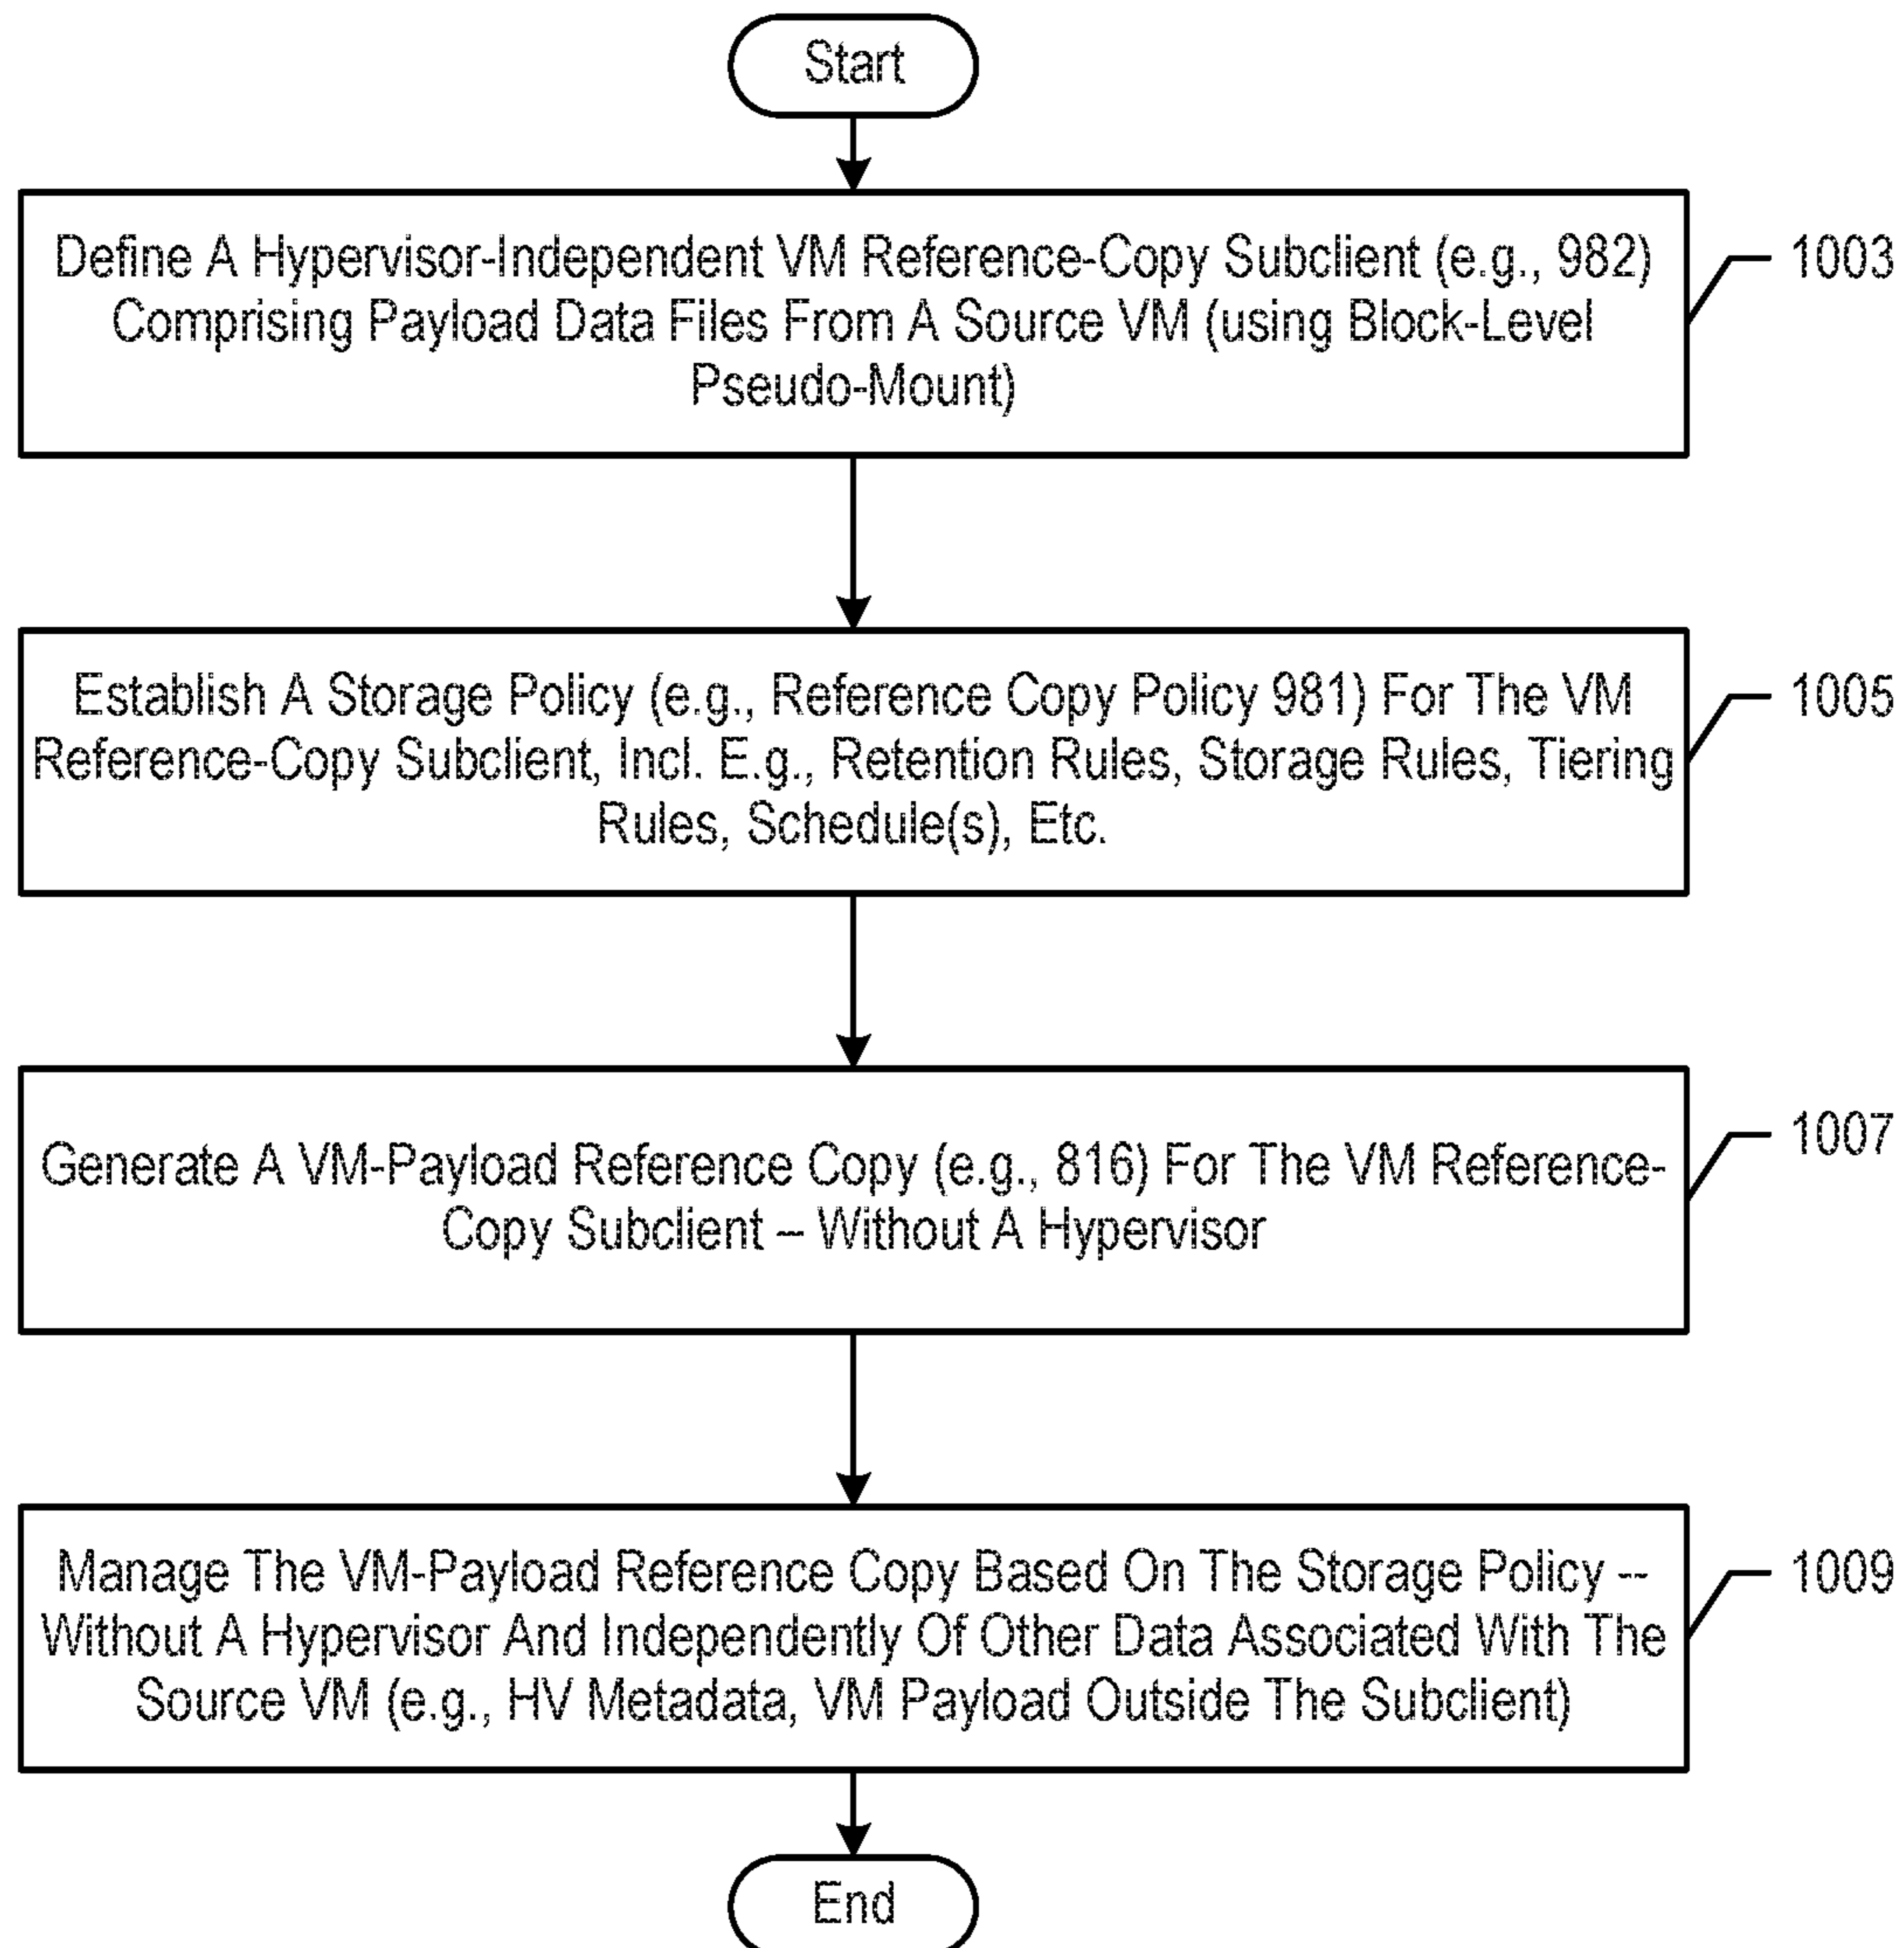 Start
Define A Hypervisor-Independent VM Reference-Copy Subclient (e.g., 982)
Comprising Payload Data Files From A Source VM (using Block-Level
Pseudo-Mount)
1003
Establish A Storage Policy (e.g., Reference Copy Policy 981) For The VM
Reference-Copy Subclient, Incl. E.g., Retention Rules, Storage Rules, Tiering
Rules, Schedule(s), Etc.
1005
Generate A VM-Payload Reference Copy (e.g., 816) For The VM Reference-
Copy Subclient -- Without A Hypervisor
1007
Manage The VM-Payload Reference Copy Based On The Storage Policy --
Without A Hypervisor And Independently Of Other Data Associated With The
Source VM (e.g., HV Metadata, VM Payload Outside The Subclient)
1009
End